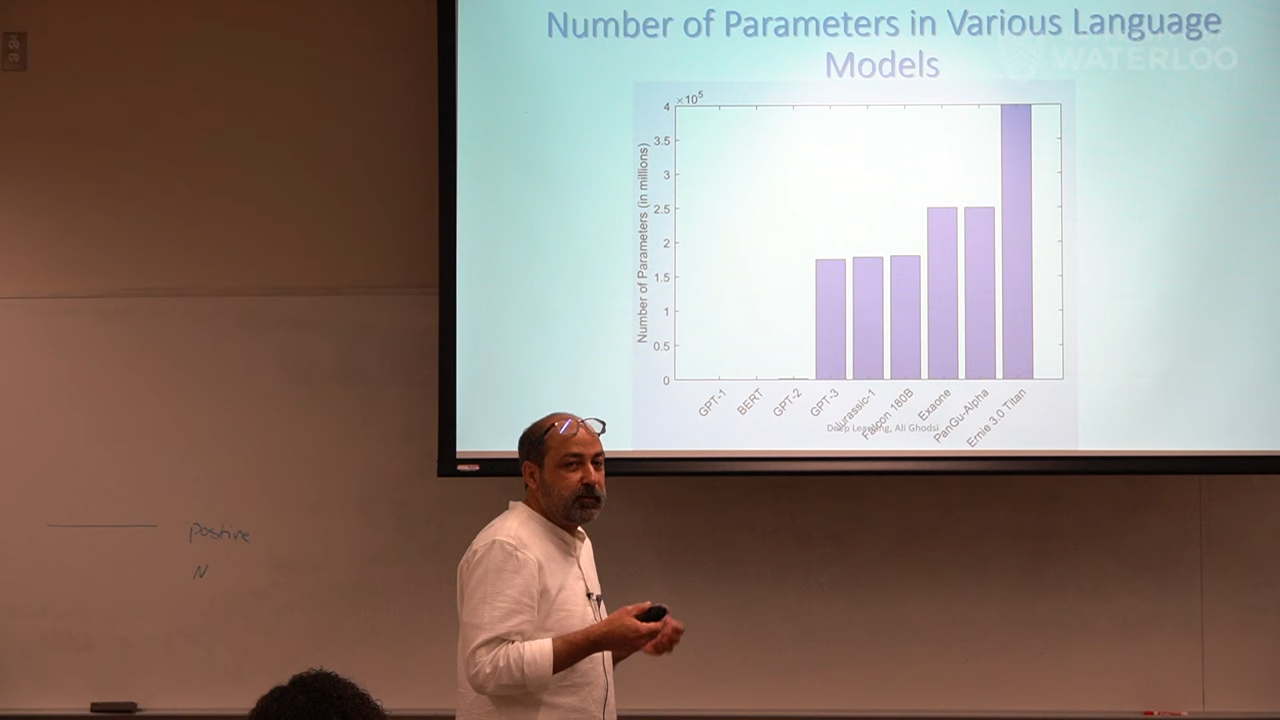 Number of Parameters in Various Language
Models
WATERLOO
×10⁵
4
3.5
3
2.5
2
1.5
1
0.5
0
Number of Parameters (in millions)
GPT-1
BERT
GPT-2
GPT-3
Jurassic-1
Falcon 180B
Exaone
PanGu-Alpha
Ernie 3.0 Titan
Deep Learning, Ali Ghodsi
positive
N